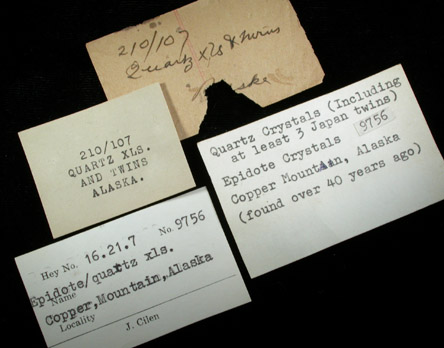 210/107
Quartz xls & twins
210/107
QUARTZ XLS.
AND TWINS
ALASKA.
Quartz Crystals (Including
at least 3 Japan twins)
Epidote Crystals
9756
Copper Mountain, Alaska
(found over 40 years ago)
Hey No. 16.21.7 No. 9756
Epidote/quartz xls.
Name
Copper,Mountain,Alaska
Locality
J. Cilen